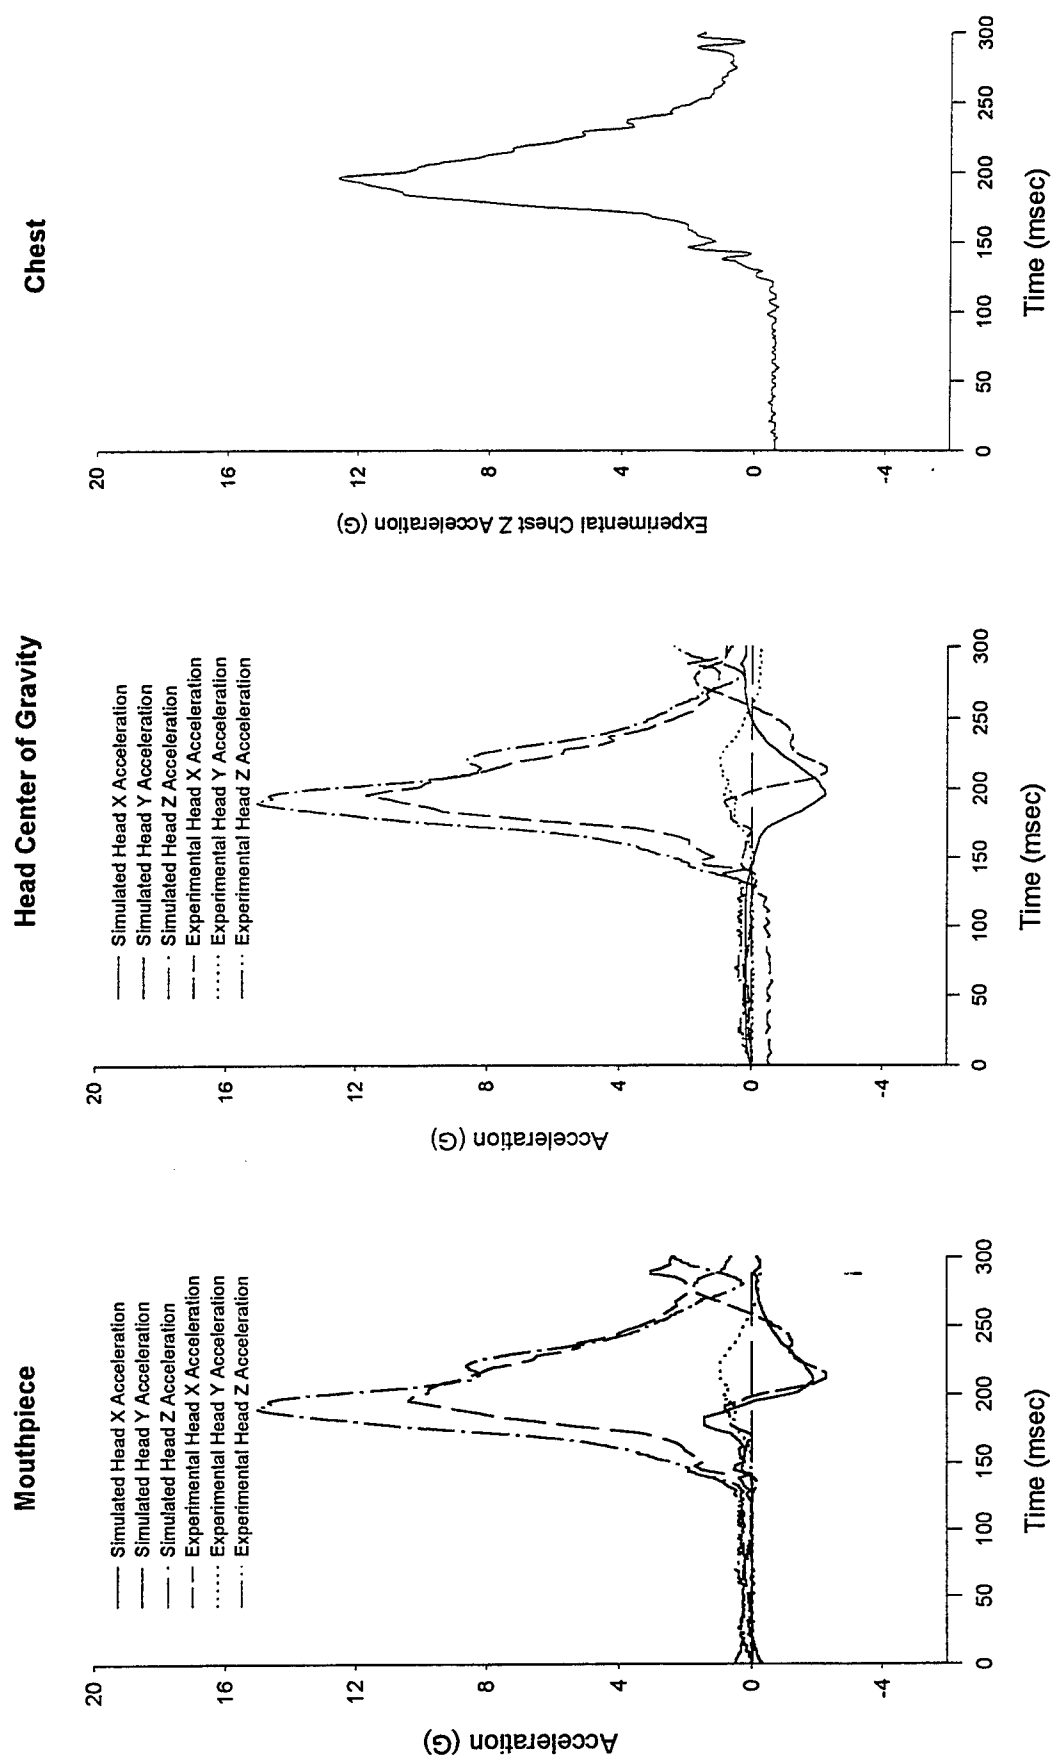 Mouthpiece
Simulated Head X Acceleration
Simulated Head Y Acceleration
Simulated Head Z Acceleration
Experimental Head X Acceleration
Experimental Head Y Acceleration
Experimental Head Z Acceleration
20
16
12
8
4
0
-4
Acceleration (G)
0 50 100 150 200 250 300
Time (msec)
Head Center of Gravity
Simulated Head X Acceleration
Simulated Head Y Acceleration
Simulated Head Z Acceleration
Experimental Head X Acceleration
Experimental Head Y Acceleration
Experimental Head Z Acceleration
20
16
12
8
4
0
-4
Acceleration (G)
0 50 100 150 200 250 300
Time (msec)
Chest
20
16
12
8
4
0
-4
Experimental Chest Z Acceleration (G)
0 50 100 150 200 250 300
Time (msec)